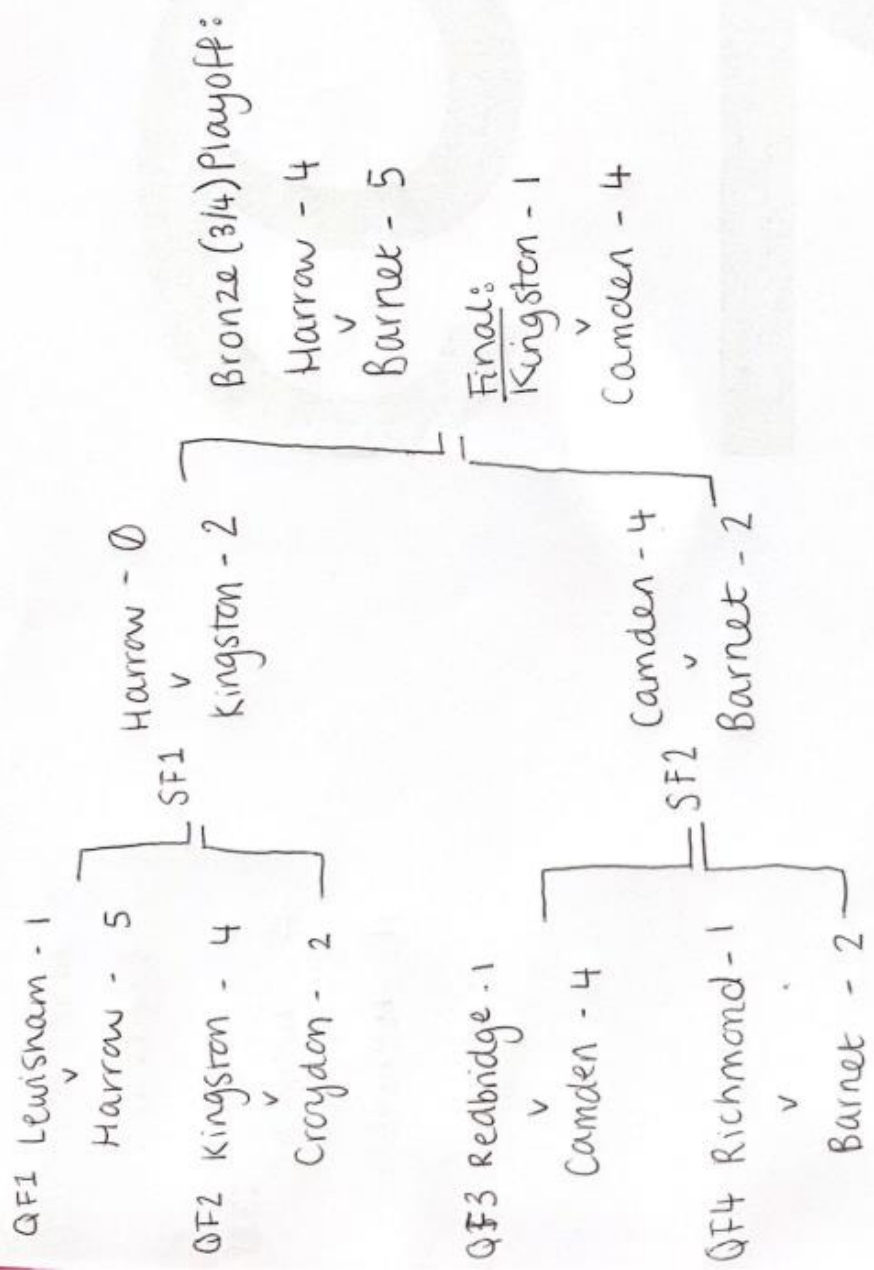 QF1 Lewisham - 1
v
Harrow - 5
QF2 Kingston - 4
v
Croydon - 2
QF3 Redbridge - 1
v
Camden - 4
QF4 Richmond - 1
v
Barnet - 2
SF1
Harrow - 0
v
Kingston - 2
SF2
Camden - 4
v
Barnet - 2
Bronze (3/4) Playoff:
Harrow - 4
v
Barnet - 5
Final:
Kingston - 1
v
Camden - 4